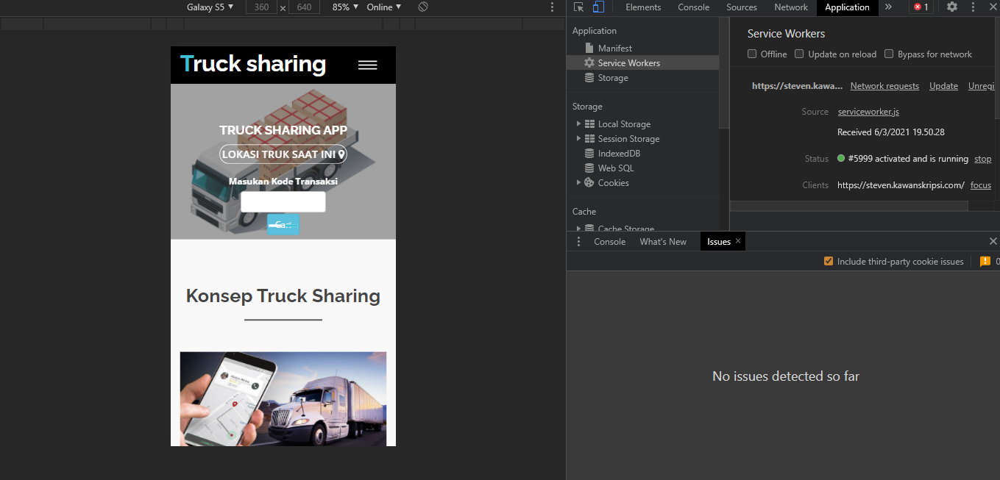 Galaxy S5 ▼ 360 × 640 85% ▼ Online ▼
Truck sharing
TRUCK SHARING APP
LOKASI TRUK SAAT INI
Masukan Kode Transaksi
Cari
Konsep Truck Sharing
Elements Console Sources Network Application » 1
Application
Manifest
Service Workers
Storage
Storage
Local Storage
Session Storage
IndexedDB
Web SQL
Cookies
Cache
Cache Storage
Service Workers
Offline Update on reload Bypass for network
https://steven.kawa... Network requests Update Unregi
Source serviceworker.js
Received 6/3/2021 19.50.28
Status #5999 activated and is running stop
Clients https://steven.kawanskripsi.com/ focus
Console What's New Issues ×
Include third-party cookie issues 0
No issues detected so far